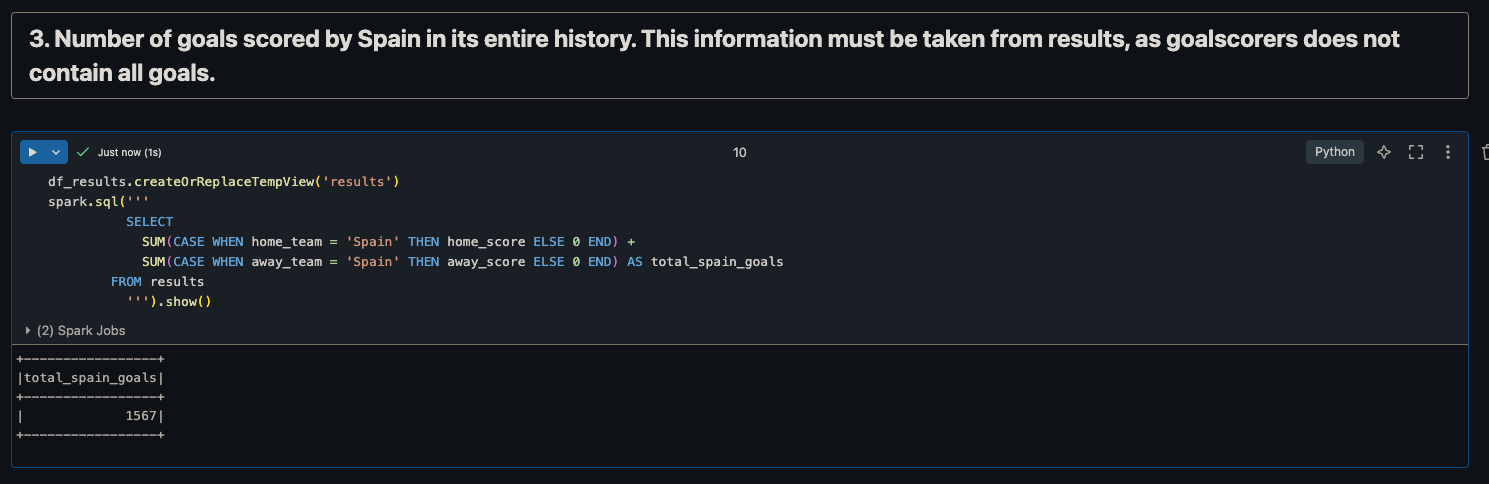 3. Number of goals scored by Spain in its entire history. This information must be taken from results, as goalscorers does not
contain all goals.
Just now (1s)
10
Python
df_results.createOrReplaceTempView('results')
spark.sql('''
SELECT
SUM(CASE WHEN home_team = 'Spain' THEN home_score ELSE 0 END) +
SUM(CASE WHEN away_team = 'Spain' THEN away_score ELSE 0 END) AS total_spain_goals
FROM results
''').show()
(2) Spark Jobs
+-----------------+
|total_spain_goals|
+-----------------+
|             1567|
+-----------------+